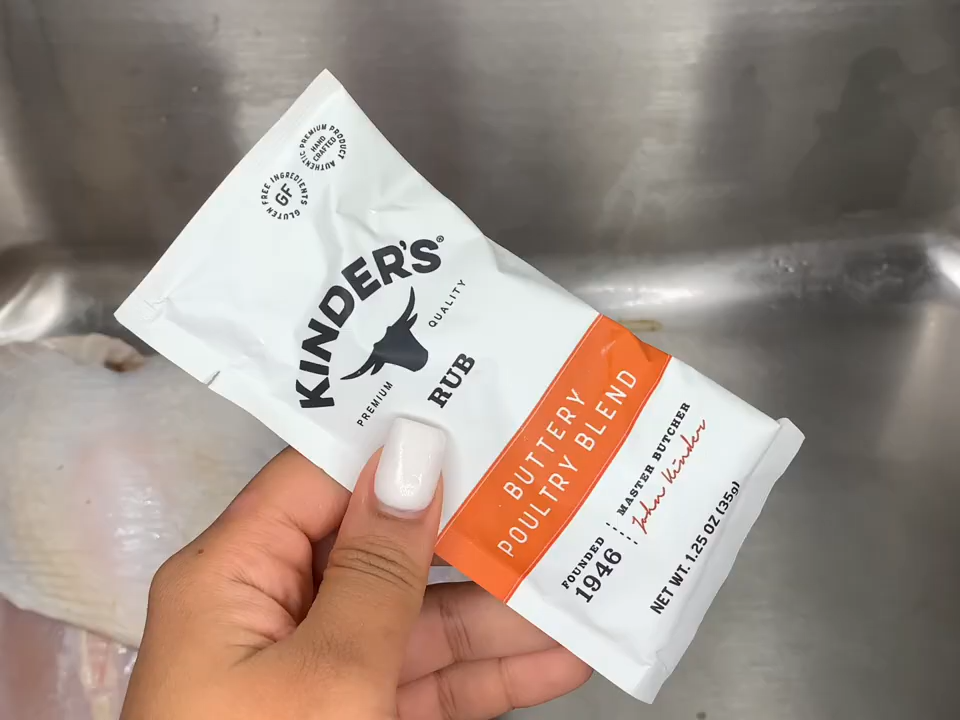 AUTHENTIC PREMIUM PRODUCT
HAND
CRAFTED
GLUTEN FREE INGREDIENTS
GF
KINDER'S®
PREMIUM QUALITY
RUB
BUTTERY
POULTRY BLEND
FOUNDED
1946
MASTER BUTCHER
John Kinder
NET WT. 1.25 OZ (35g)